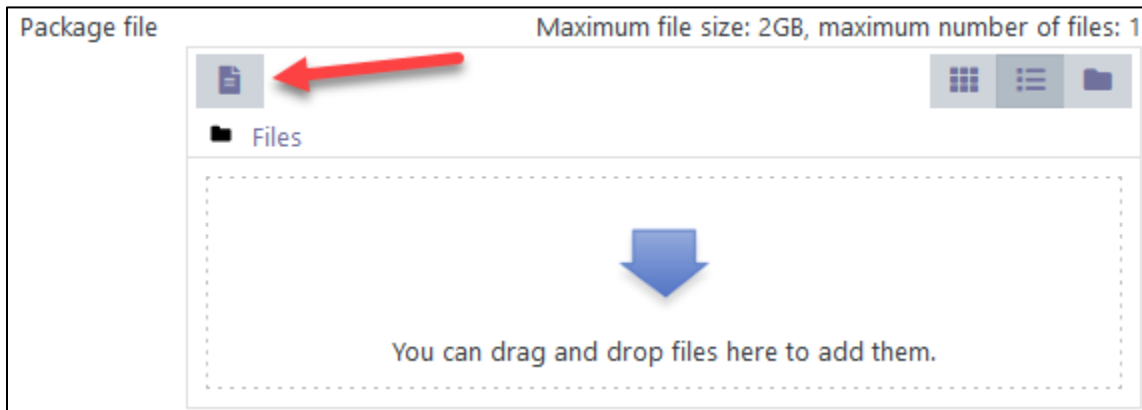 Package file
Maximum file size: 2GB, maximum number of files: 1
Files
You can drag and drop files here to add them.